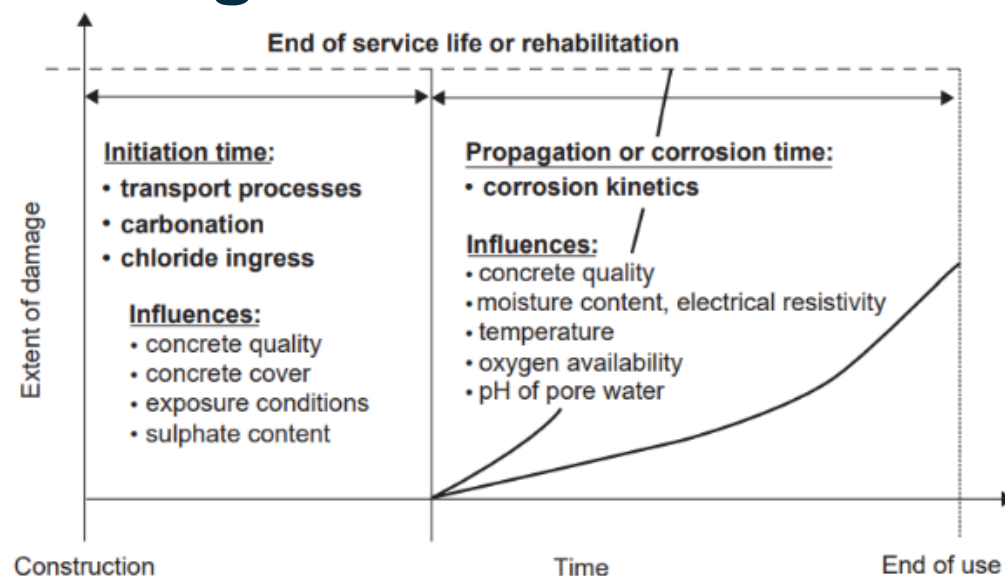 End of service life or rehabilitation
Initiation time:
• transport processes
• carbonation
• chloride ingress
Influences:
• concrete quality
• concrete cover
• exposure conditions
• sulphate content
Propagation or corrosion time:
• corrosion kinetics
Influences:
• concrete quality
• moisture content, electrical resistivity
• temperature
• oxygen availability
• pH of pore water
Extent of damage
Construction
Time
End of use